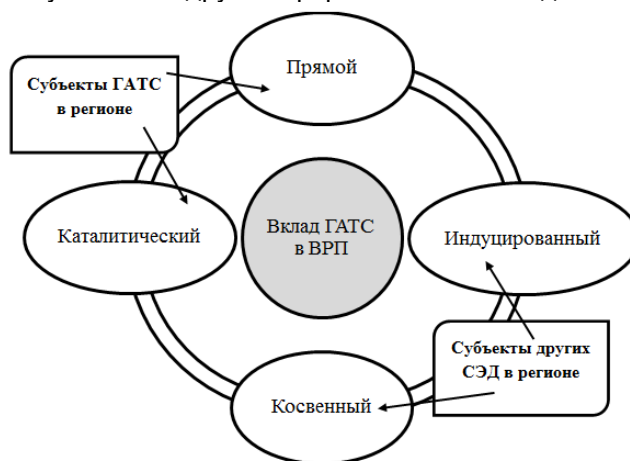 Прямой
Субъекты ГАТС
в регионе
Каталитический
Вклад ГАТС
в ВРП
Индуцированный
Субъекты других
СЭД в регионе
Косвенный